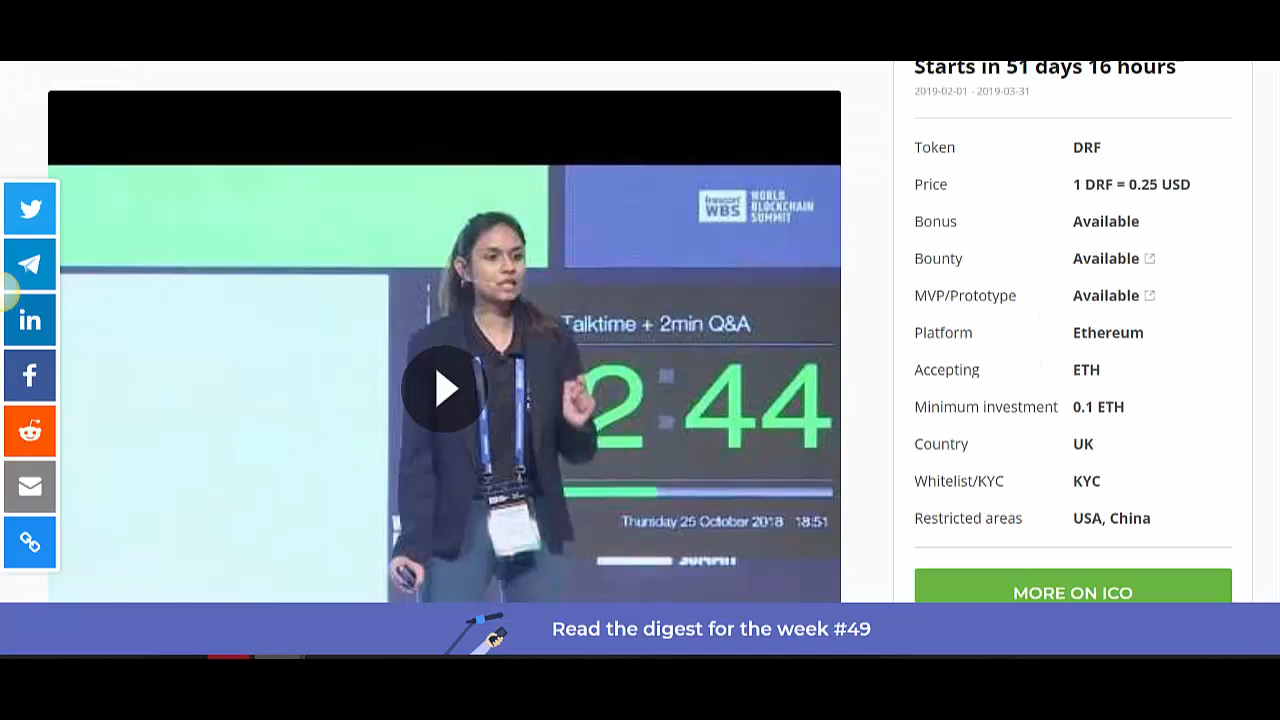 Starts in 51 days 16 hours
2019-02-01 - 2019-03-31
Token DRF
Price 1 DRF = 0.25 USD
Bonus Available
Bounty Available
MVP/Prototype Available
Platform Ethereum
Accepting ETH
Minimum investment 0.1 ETH
Country UK
Whitelist/KYC KYC
Restricted areas USA, China
MORE ON ICO
WBS
WORLD
BLOCKCHAIN
SUMMIT
Talktime + 2min Q&A
2:44
Thursday 25 October 2018 18:51
SUMMIT
in
f
Read the digest for the week #49